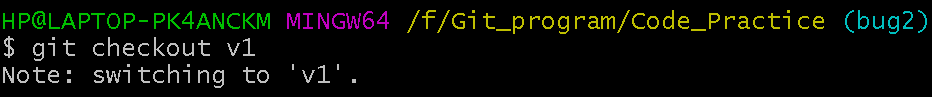 HP@LAPTOP-PK4ANCKM MINGW64 /f/Git_program/Code_Practice (bug2)
$ git checkout v1
Note: switching to 'v1'.